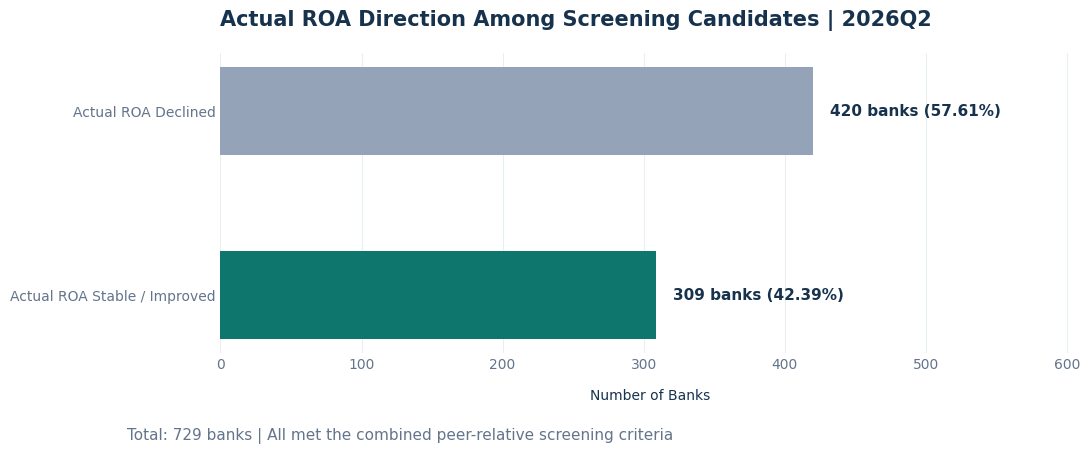 Actual ROA Direction Among Screening Candidates | 2026Q2
Actual ROA Declined
420 banks (57.61%)
Actual ROA Stable / Improved
309 banks (42.39%)
0 100 200 300 400 500 600
Number of Banks
Total: 729 banks | All met the combined peer-relative screening criteria